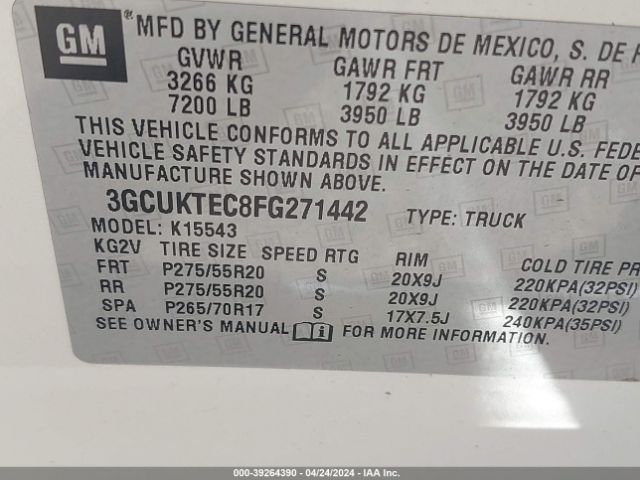 GM ® MFD BY GENERAL MOTORS DE MEXICO, S. DE
GVWR GAWR FRT GAWR RR
3266 KG 1792 KG 1792 KG
7200 LB 3950 LB 3950 LB
THIS VEHICLE CONFORMS TO ALL APPLICABLE U.S. FEDE
VEHICLE SAFETY STANDARDS IN EFFECT ON THE DATE OF
MANUFACTURE SHOWN ABOVE.
3GCUKTEC8FG271442 TYPE: TRUCK
MODEL: K15543
KG2V TIRE SIZE SPEED RTG RIM COLD TIRE PR
FRT P275/55R20 S 20X9J 220KPA(32PSI)
RR P275/55R20 S 20X9J 220KPA(32PSI)
SPA P265/70R17 S 17X7.5J 240KPA(35PSI)
SEE OWNER'S MANUAL i FOR MORE INFORMATION.
© IAA - 39264390 - 04/24/2024 - IAAI.com